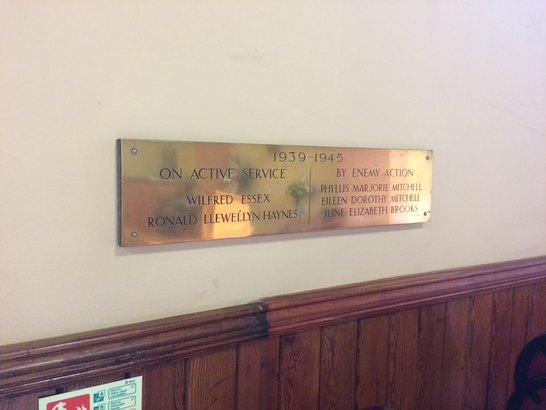 1939-1945
ON ACTIVE SERVICE
WILFRED ESSEX
RONALD LLEWELLYN HAYNES
BY ENEMY ACTION
PHYLLIS MARJORIE MITCHELL
EILEEN DOROTHY MITCHELL
JUNE ELIZABETH BROOKS